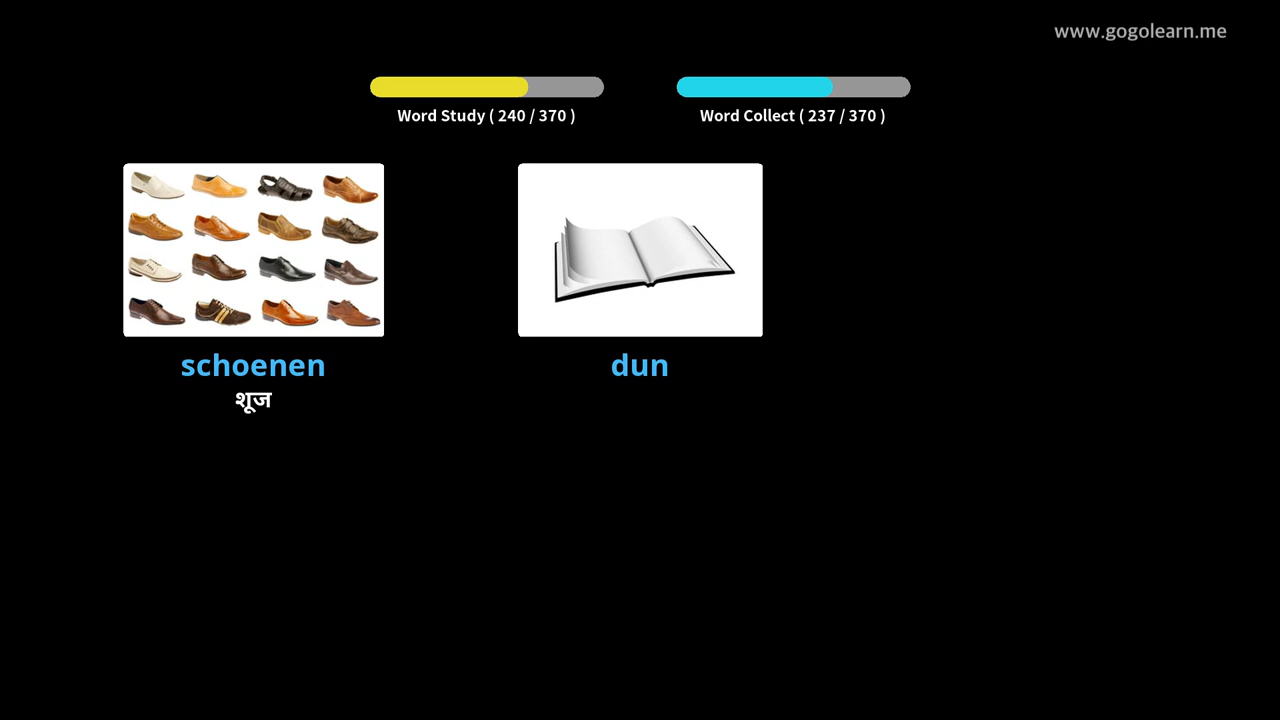 www.gogolearn.me
Word Study ( 240 / 370 )
Word Collect ( 237 / 370 )
schoenen
शूज
dun